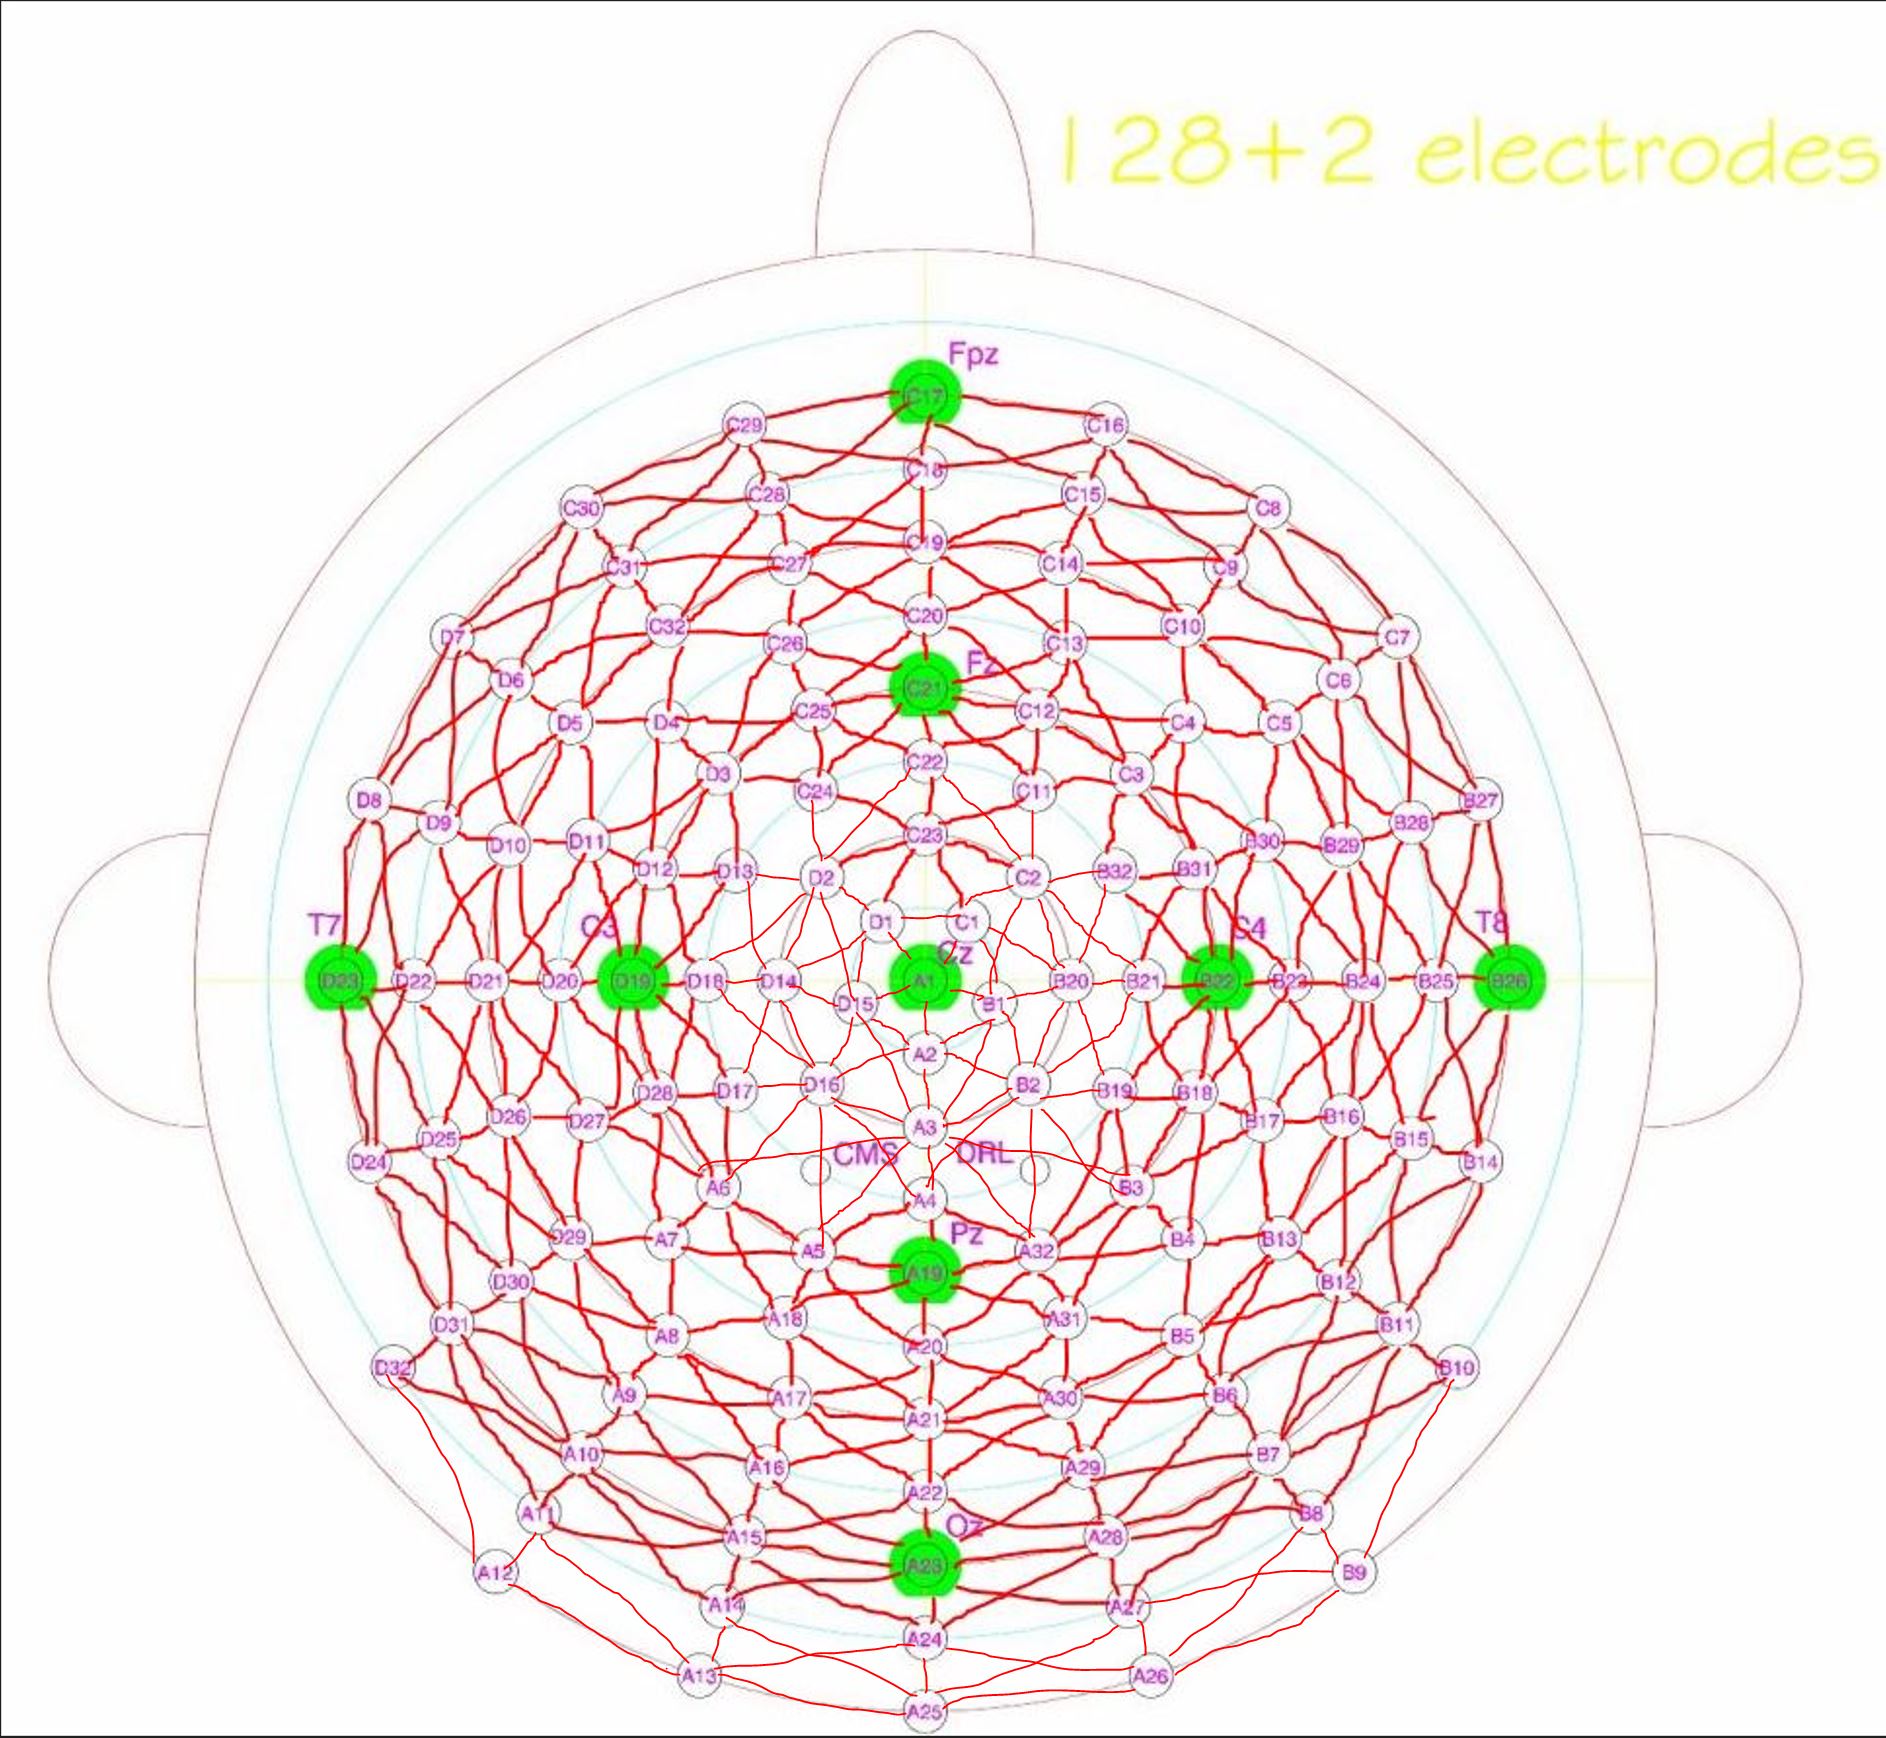 128+2 electrodes
Fpz
C17
C29 C16
C18
C28 C15
C30 C8
C19
C27 C14
C31 C9
C20
C32 C10
D7 C26 C13 C7
Fz
D6 C21 C6
C25 C12
D5 D4 C4 C5
C22
D3 C3
C24 C11
D8 B27
D9 C23 B28
D10 D11 B30 B29
D12 D13 D2 C2 B32 B31
T7 C3 D1 C1 C4 T8
Cz
D23 D22 D21 D20 D19 D18 D14 A1 B20 B21 B22 B23 B24 B25 B26
D15 B1
A2
D28 D17 D16 B2 B19 B18
D26 D27 B17 B16
D25 A3 B15
D24 CMS DRL B14
A6 A4 B3
Pz
D29 A7 A5 A32 B4 B13
D30 A19 B12
D31 A18 A31 B11
A8 A20 B5
D32 B10
A9 A17 A30 B6
A21
A10 A16 A29 B7
A22
A11 Oz B8
A15 A28
A12 A23 B9
A14 A27
A24
A13 A26
A25